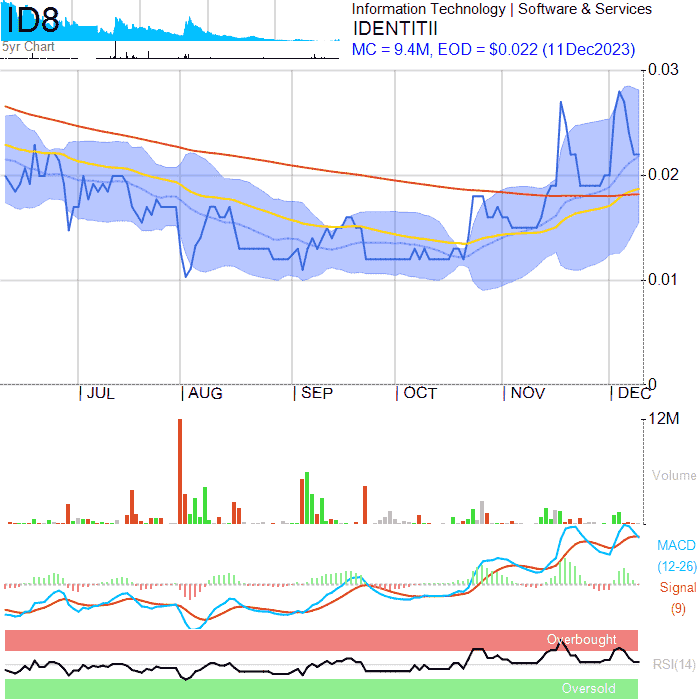 ID8
5yr Chart
Information Technology | Software & Services
IDENTITII
MC = 9.4M, EOD = $0.022 (11Dec2023)
0.03
0.02
0.01
0
| JUL | AUG | SEP | OCT | NOV | DEC
12M
Volume
MACD
(12-26)
Signal
(9)
Overbought
RSI(14)
Oversold